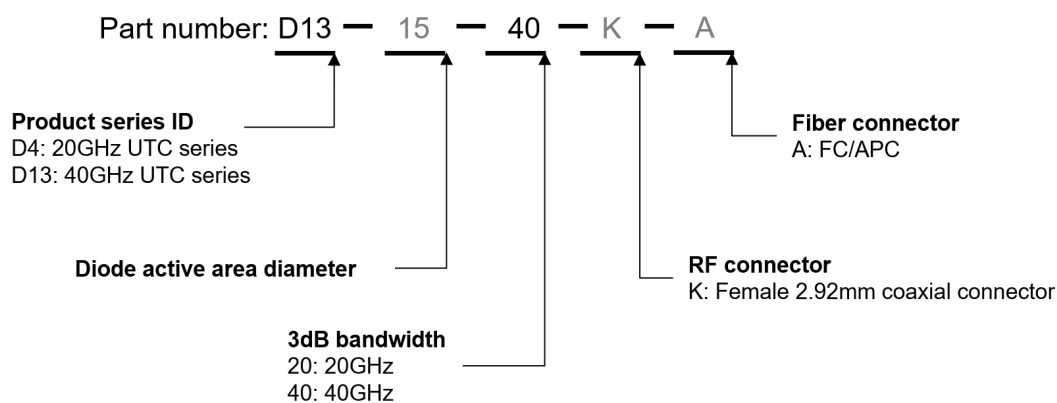 Part number: D13 – 15 – 40 – K – A
Product series ID
D4: 20GHz UTC series
D13: 40GHz UTC series
Fiber connector
A: FC/APC
Diode active area diameter
RF connector
K: Female 2.92mm coaxial connector
3dB bandwidth
20: 20GHz
40: 40GHz